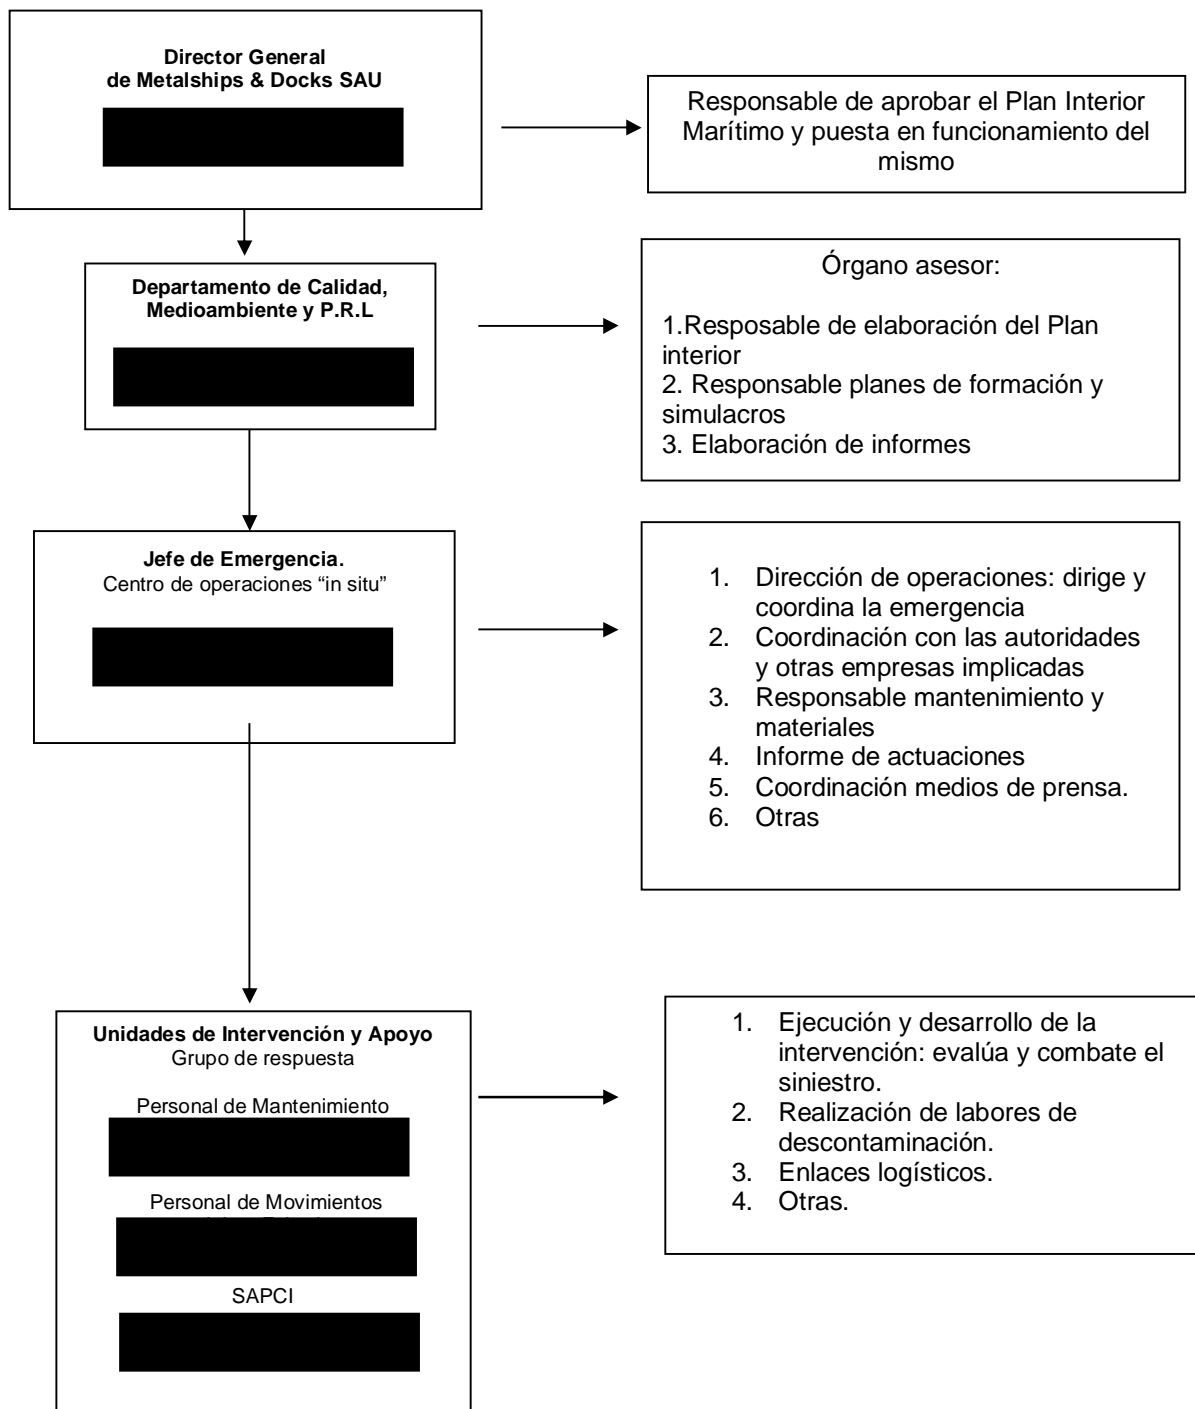 Director General
de Metalships & Docks SAU
Responsable de aprobar el Plan Interior
Marítimo y puesta en funcionamiento del
mismo
Departamento de Calidad,
Medioambiente y P.R.L
Órgano asesor:
1.Resposable de elaboración del Plan
interior
2. Responsable planes de formación y
simulacros
3. Elaboración de informes
Jefe de Emergencia.
Centro de operaciones “in situ”
1. Dirección de operaciones: dirige y
coordina la emergencia
2. Coordinación con las autoridades
y otras empresas implicadas
3. Responsable mantenimiento y
materiales
4. Informe de actuaciones
5. Coordinación medios de prensa.
6. Otras
Unidades de Intervención y Apoyo
Grupo de respuesta
Personal de Mantenimiento
Personal de Movimientos
SAPCI
1. Ejecución y desarrollo de la
intervención: evalúa y combate el
siniestro.
2. Realización de labores de
descontaminación.
3. Enlaces logísticos.
4. Otras.